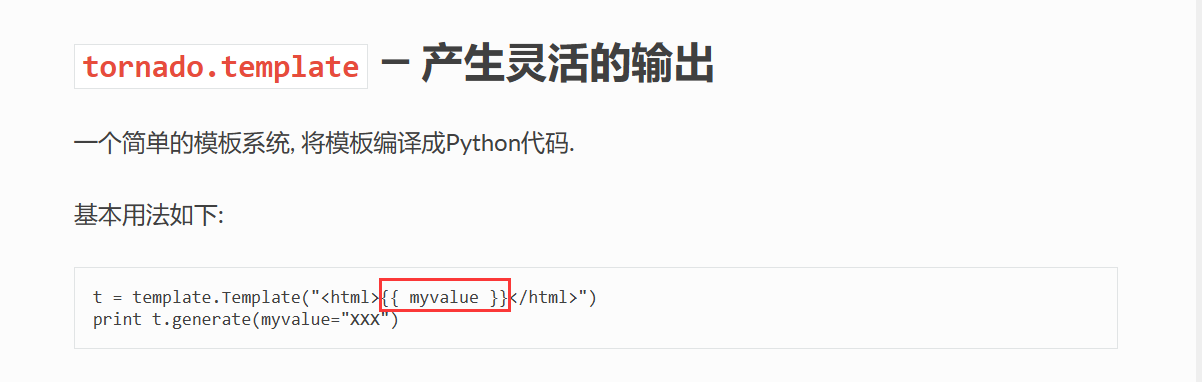 tornado.template — 产生灵活的输出
一个简单的模板系统, 将模板编译成Python代码.
基本用法如下:
t = template.Template("<html>{{ myvalue }}</html>")
print t.generate(myvalue="XXX")